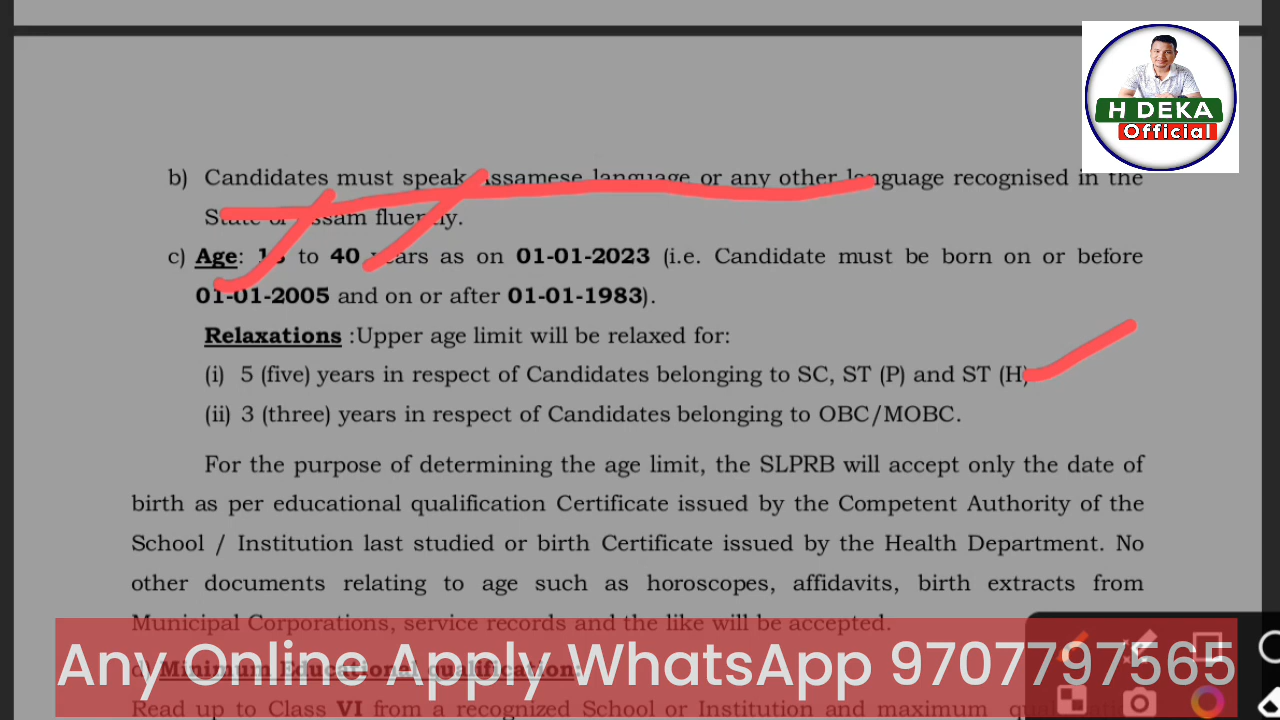 H DEKA
Official
b) Candidates must speak Assamese language or any other language recognised in the
State of Assam fluently.
c) Age: 18 to 40 years as on 01-01-2023 (i.e. Candidate must be born on or before
01-01-2005 and on or after 01-01-1983).
Relaxations :Upper age limit will be relaxed for:
(i) 5 (five) years in respect of Candidates belonging to SC, ST (P) and ST (H)
(ii) 3 (three) years in respect of Candidates belonging to OBC/MOBC.
For the purpose of determining the age limit, the SLPRB will accept only the date of
birth as per educational qualification Certificate issued by the Competent Authority of the
School / Institution last studied or birth Certificate issued by the Health Department. No
other documents relating to age such as horoscopes, affidavits, birth extracts from
Municipal Corporations, service records and the like will be accepted.
d) Minimum Educational qualification:
Any Online Apply WhatsApp 9707797565
Read up to Class VI from a recognized School or Institution and maximum